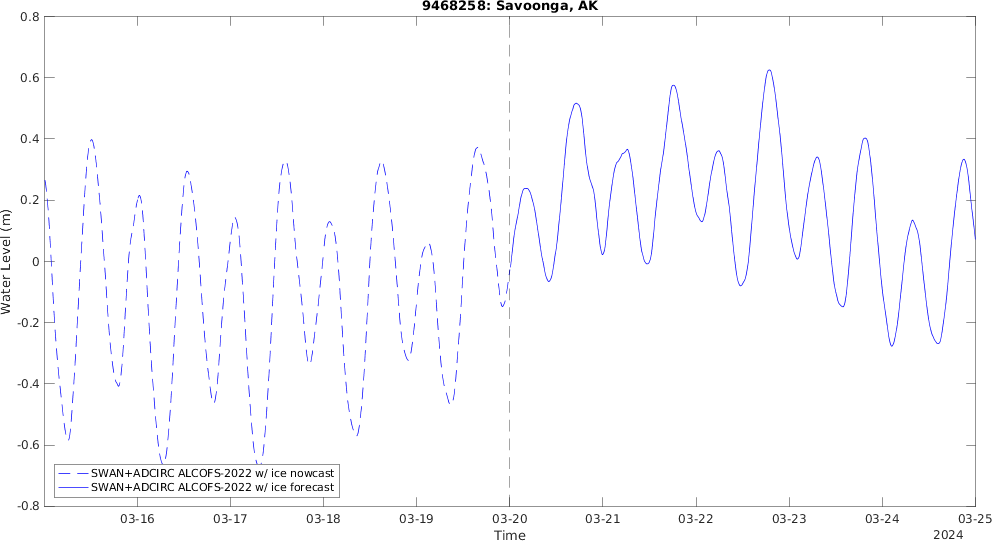 9468258: Savoonga, AK
0.8
0.6
0.4
0.2
0
-0.2
-0.4
-0.6
-0.8
Water Level (m)
SWAN+ADCIRC ALCOFS-2022 w/ ice nowcast
SWAN+ADCIRC ALCOFS-2022 w/ ice forecast
03-16 03-17 03-18 03-19 03-20 03-21 03-22 03-23 03-24 03-25
Time
2024